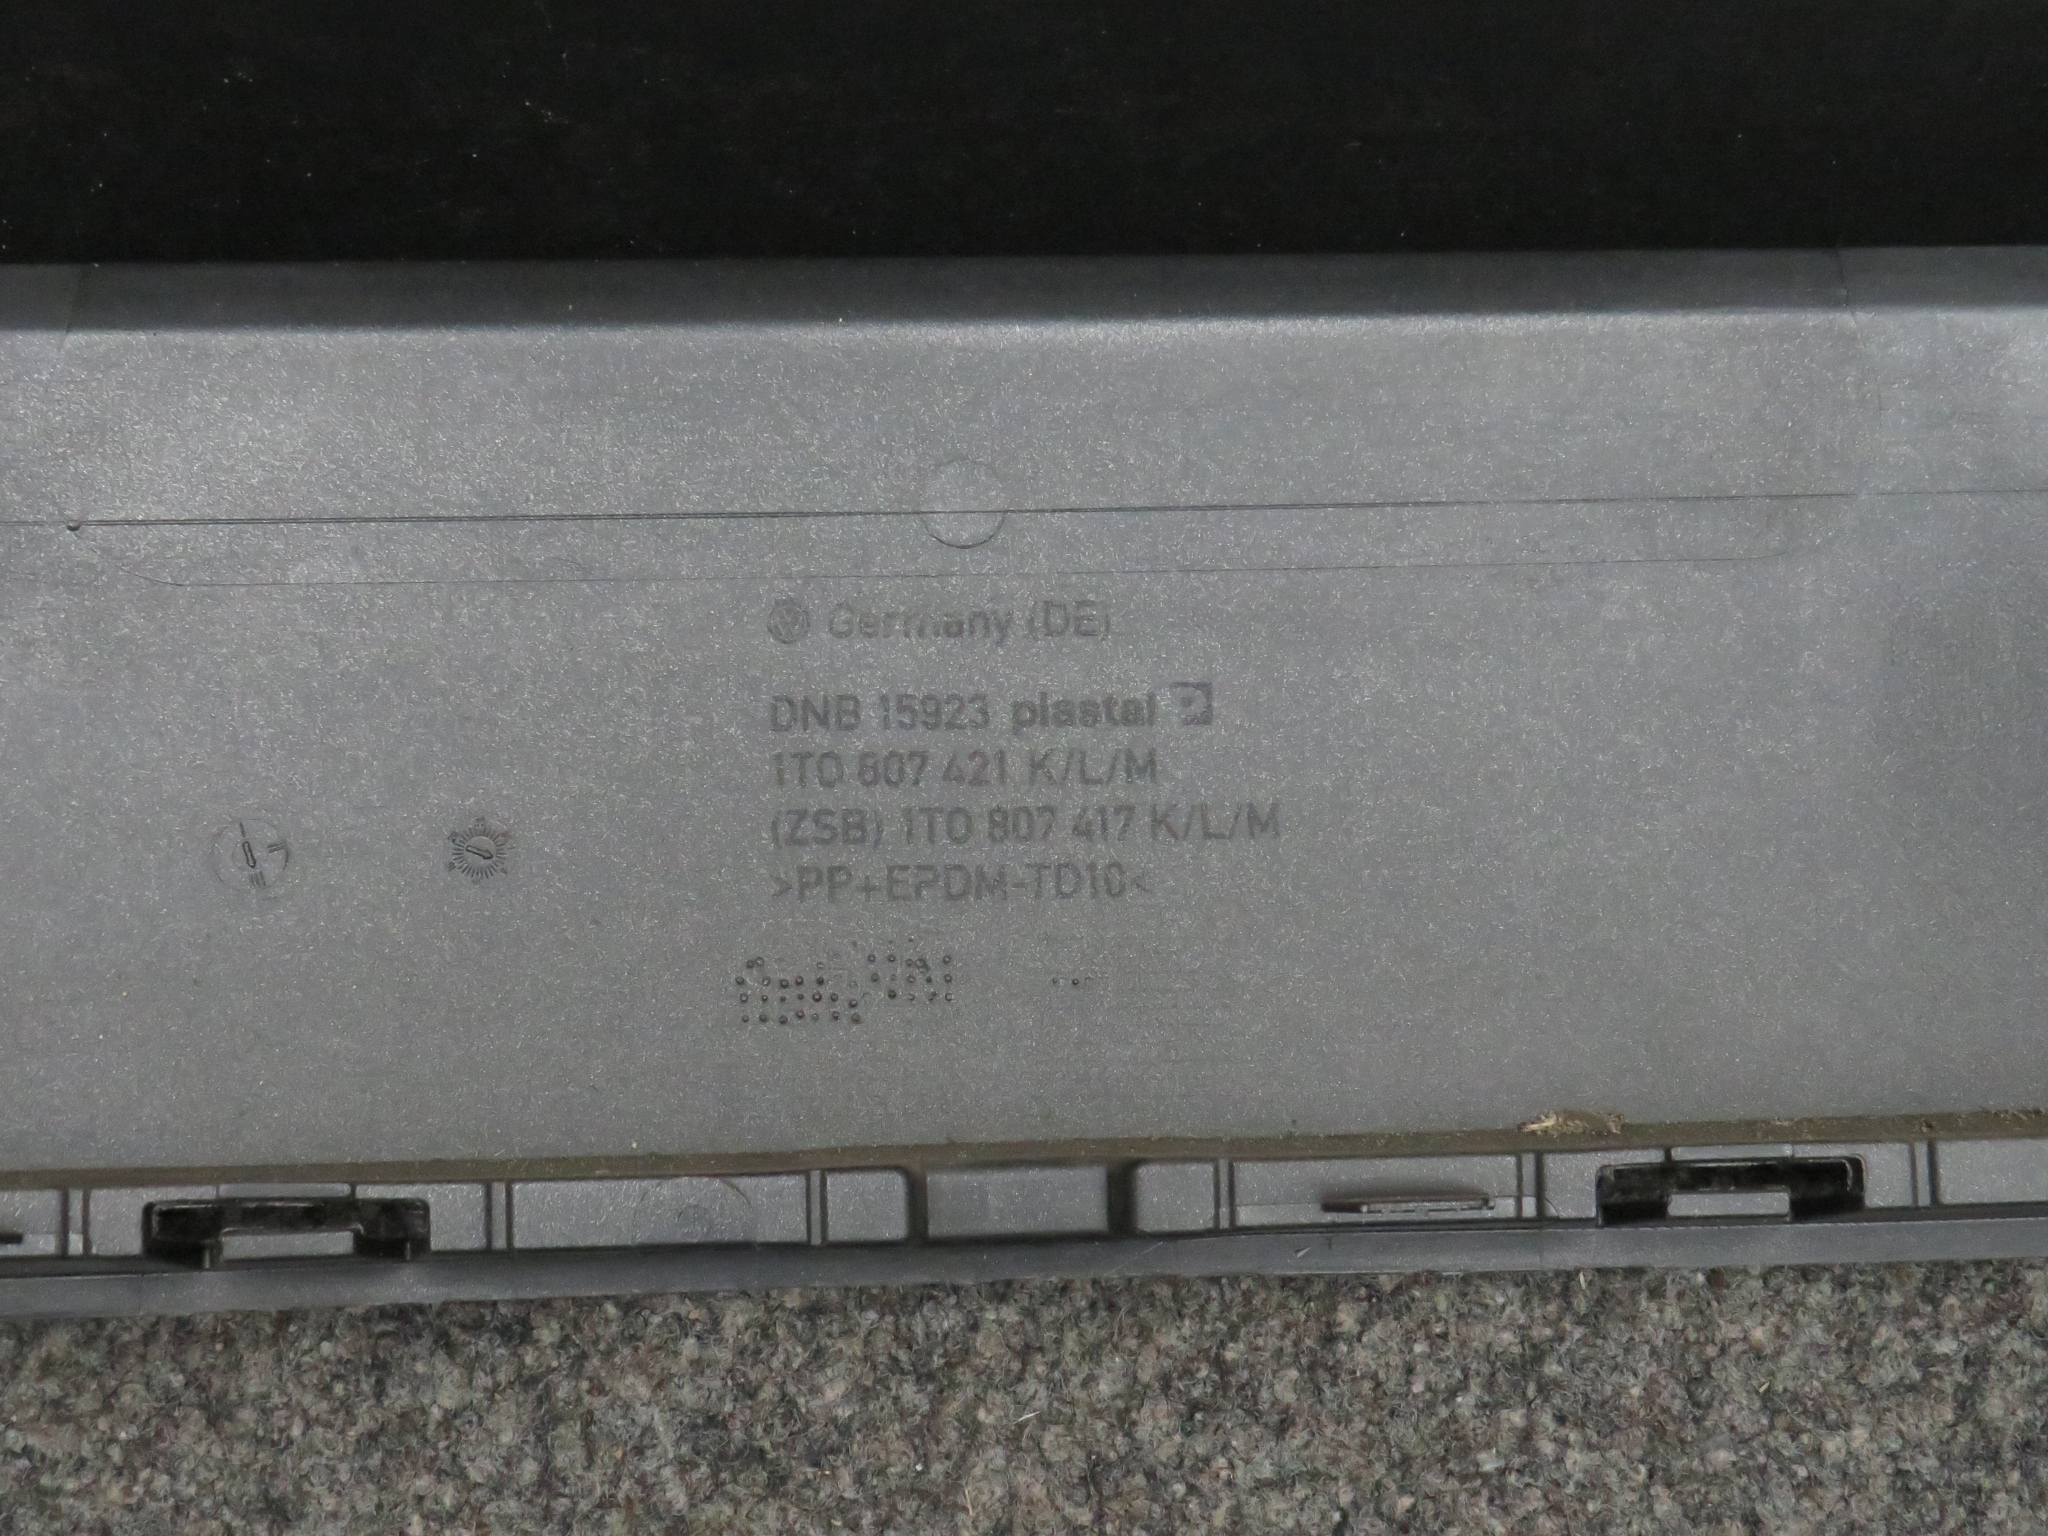 Germany (DE)
DNB 15923 plastal
1T0 807 421 K/L/M
(ZSB) 1T0 807 417 K/L/M
>PP+EPDM-TD10<